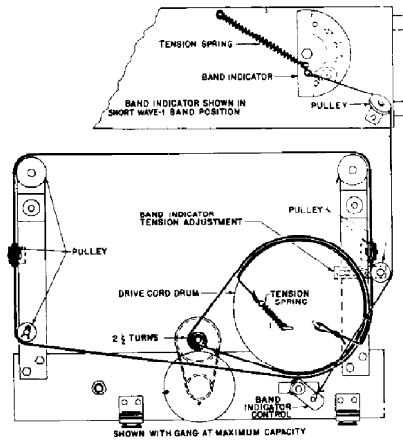 TENSION SPRING
BAND INDICATOR
BAND INDICATOR SHOWN IN
SHORT WAVE-1 BAND POSITION
PULLEY
PULLEY
BAND INDICATOR
TENSION ADJUSTMENT
PULLEY
DRIVE CORD DRUM
TENSION
SPRING
2 ½ TURNS
BAND
INDICATOR
CONTROL
SHOWN WITH GANG AT MAXIMUM CAPACITY